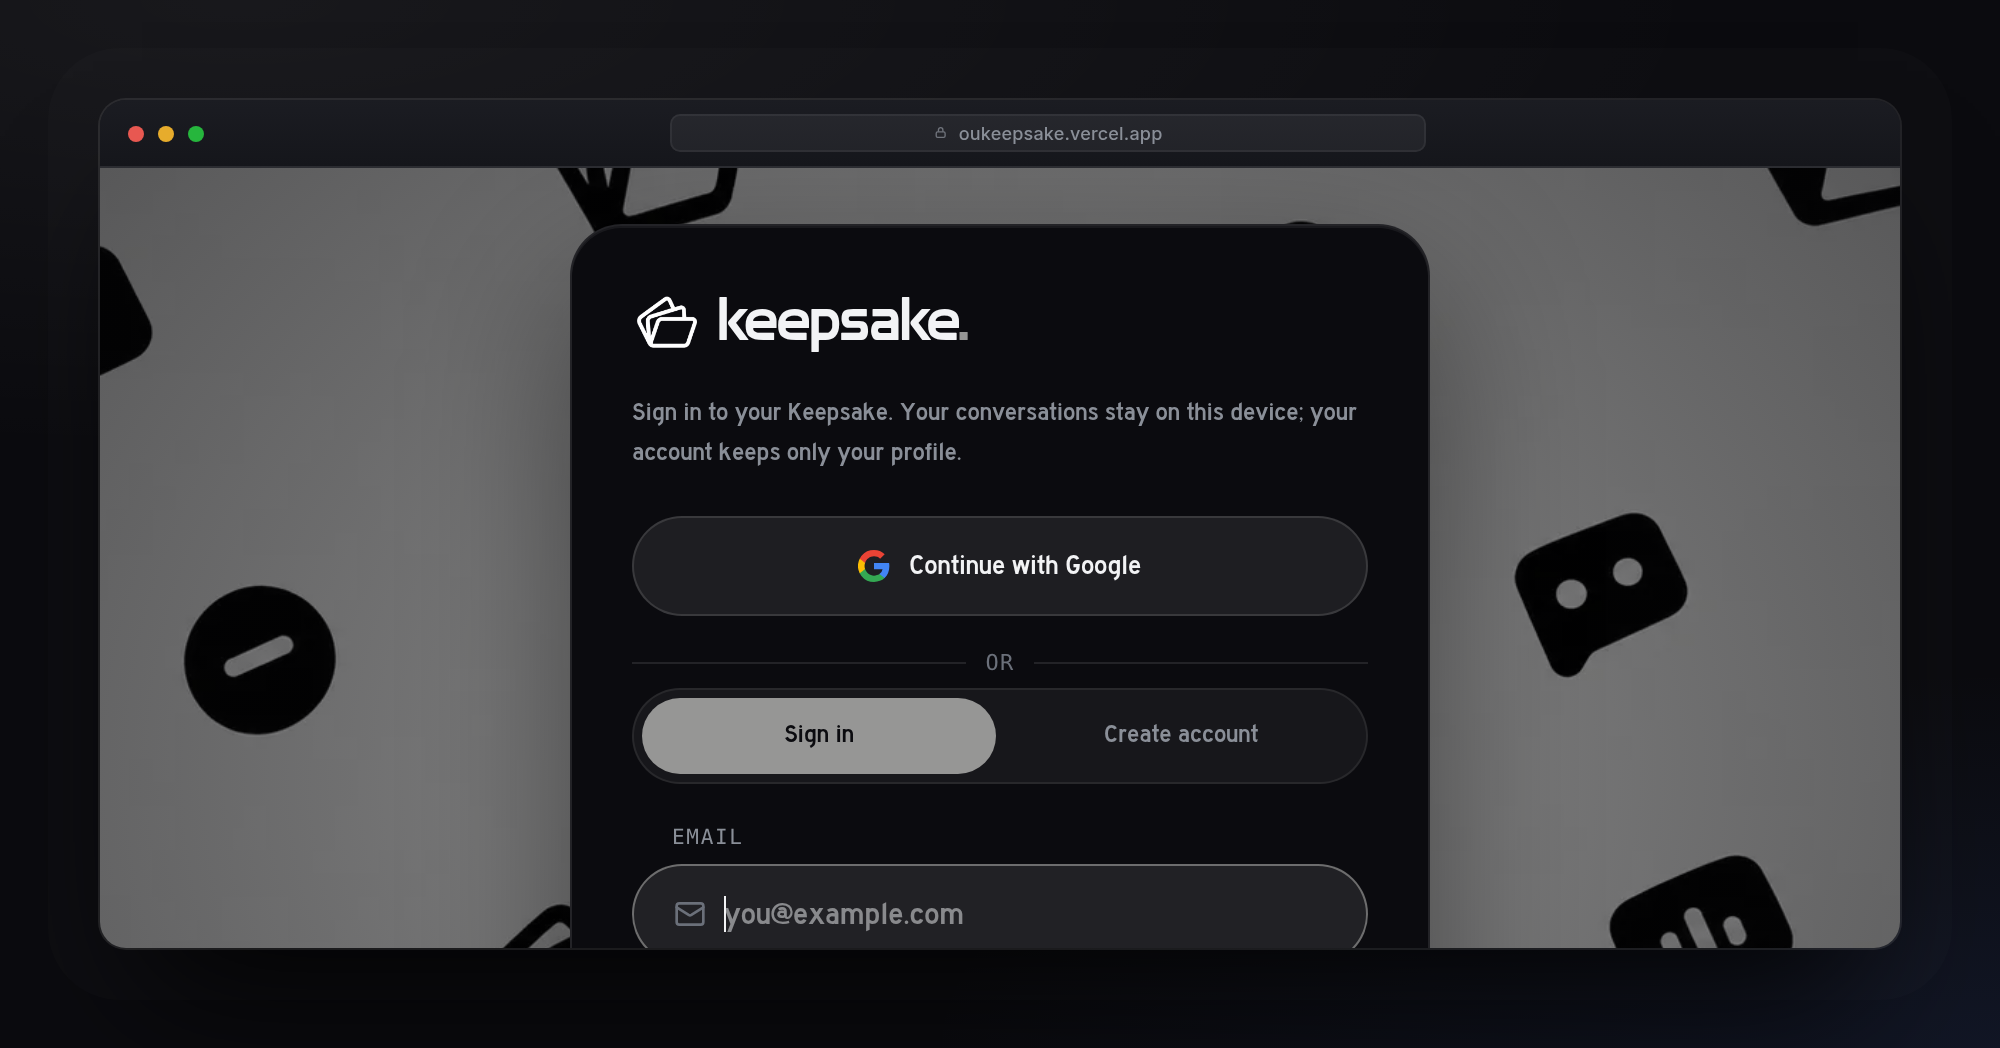 oukeepsake.vercel.app
keepsake.
Sign in to your Keepsake. Your conversations stay on this device; your
account keeps only your profile.
Continue with Google
OR
Sign in
Create account
EMAIL
you@example.com